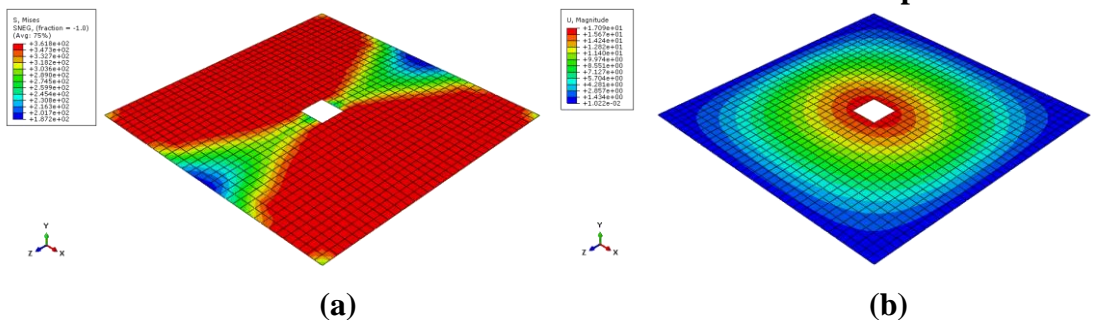 S, Mises
SNEG, (fraction = -1.0)
(Avg: 75%)
+3.618e+02
+3.473e+02
+3.327e+02
+3.182e+02
+3.036e+02
+2.890e+02
+2.745e+02
+2.599e+02
+2.454e+02
+2.308e+02
+2.163e+02
+2.017e+02
+1.872e+02
Y
Z X
U, Magnitude
+1.709e+01
+1.567e+01
+1.424e+01
+1.282e+01
+1.140e+01
+9.974e+00
+8.551e+00
+7.127e+00
+5.704e+00
+4.281e+00
+2.857e+00
+1.434e+00
+1.022e-02
Y
Z X
(a)
(b)